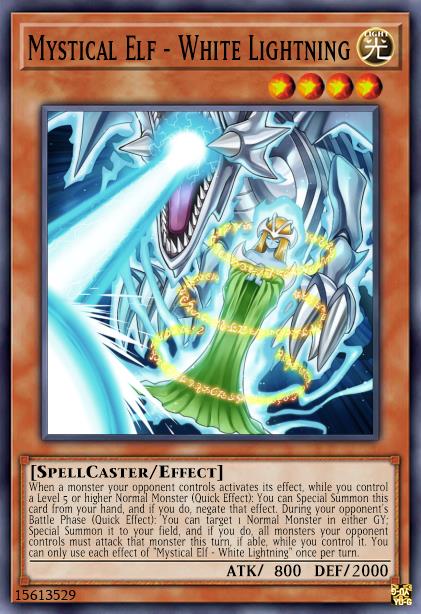 Mystical Elf - White Lightning
LIGHT
光
[SpellCaster/Effect]
When a monster your opponent controls activates its effect, while you control
a Level 5 or higher Normal Monster (Quick Effect): You can Special Summon this
card from your hand, and if you do, negate that effect. During your opponent's
Battle Phase (Quick Effect): You can target 1 Normal Monster in either GY;
Special Summon it to your field, and if you do, all monsters your opponent
controls must attack that monster this turn, if able, while you control it. You
can only use each effect of "Mystical Elf - White Lightning" once per turn.
ATK/ 800 DEF/2000
15613529